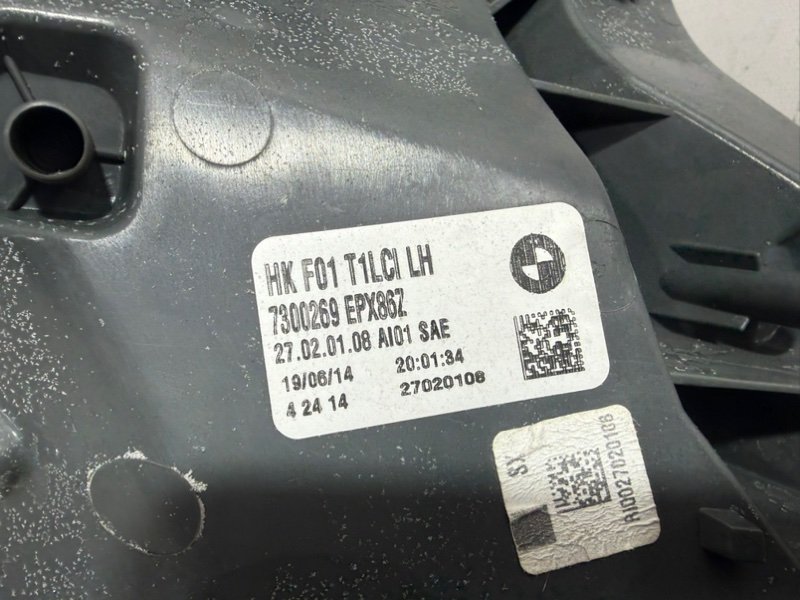 HK F01 T1LCI LH
7300269 EPX86Z
27.02.01.08 AI01 SAE
19/06/14 20:01:34
4 24 14 27020108
SX
RI0027020108